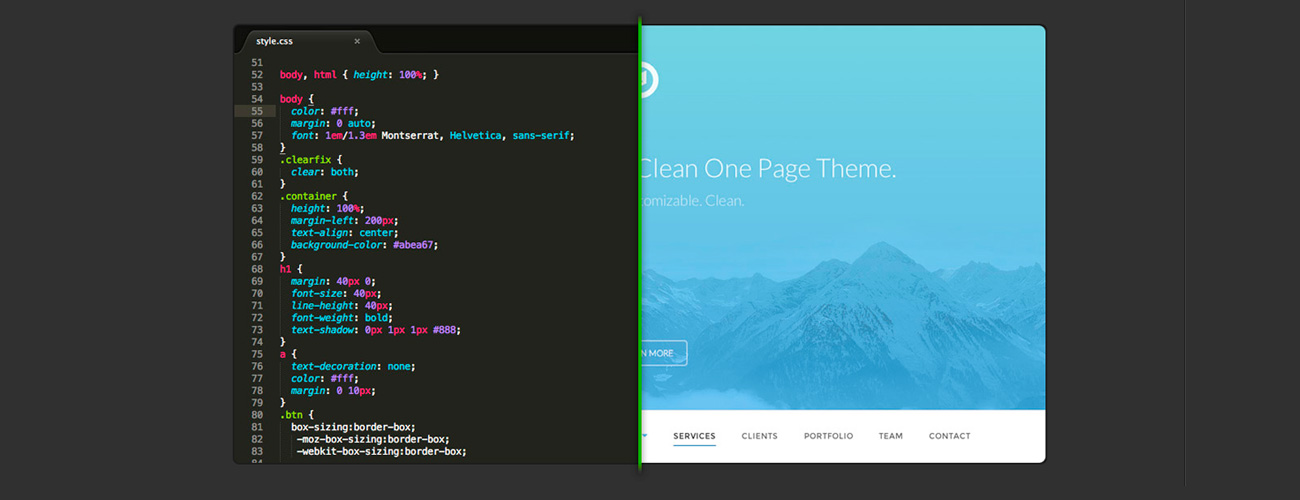 style.css ×
51
52 body, html { height: 100%; }
53
54 body {
55 color: #fff;
56 margin: 0 auto;
57 font: 1em/1.3em Montserrat, Helvetica, sans-serif;
58 }
59 .clearfix {
60 clear: both;
61 }
62 .container {
63 height: 100%;
64 margin-left: 200px;
65 text-align: center;
66 background-color: #abea67;
67 }
68 h1 {
69 margin: 40px 0;
70 font-size: 40px;
71 line-height: 40px;
72 font-weight: bold;
73 text-shadow: 0px 1px 1px #888;
74 }
75 a {
76 text-decoration: none;
77 color: #fff;
78 margin: 0 10px;
79 }
80 .btn {
81 box-sizing:border-box;
82 -moz-box-sizing:border-box;
83 -webkit-box-sizing:border-box;
Clean One Page Theme.
omizable. Clean.
N MORE
SERVICES CLIENTS PORTFOLIO TEAM CONTACT